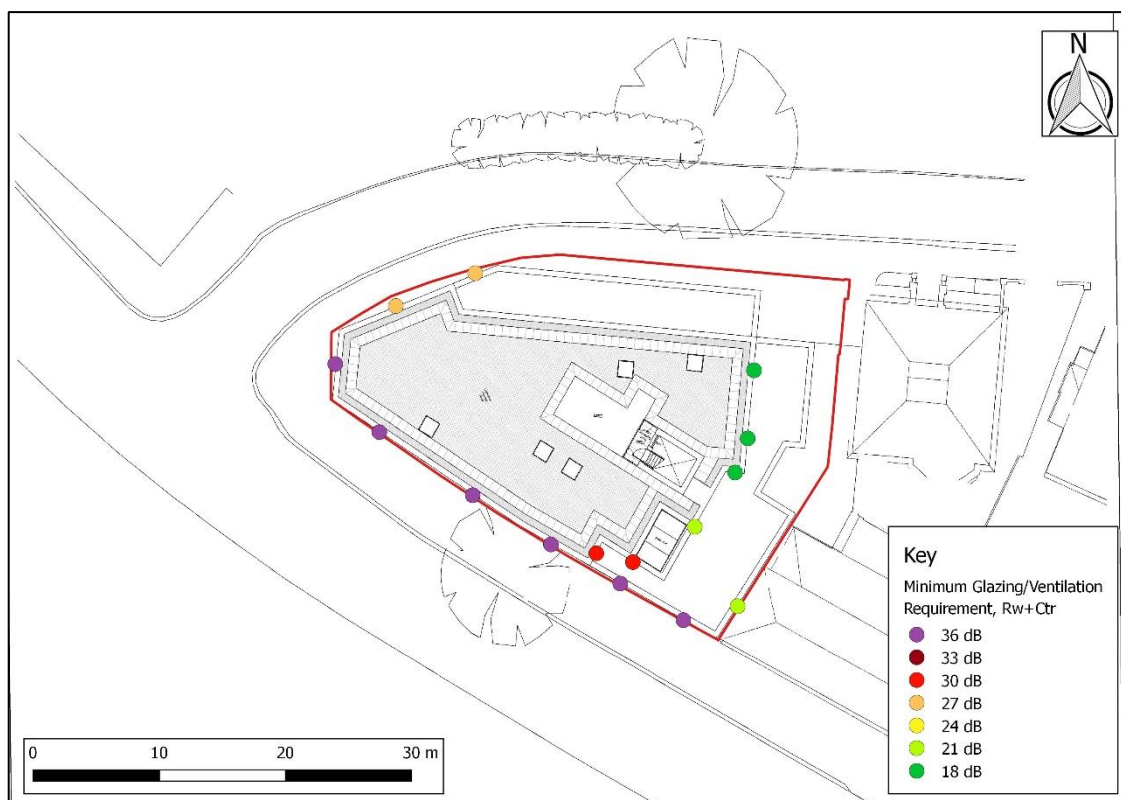 N
Key
Minimum Glazing/Ventilation
Requirement, Rw+Ctr
36 dB
33 dB
30 dB
27 dB
24 dB
21 dB
18 dB
0 10 20 30 m